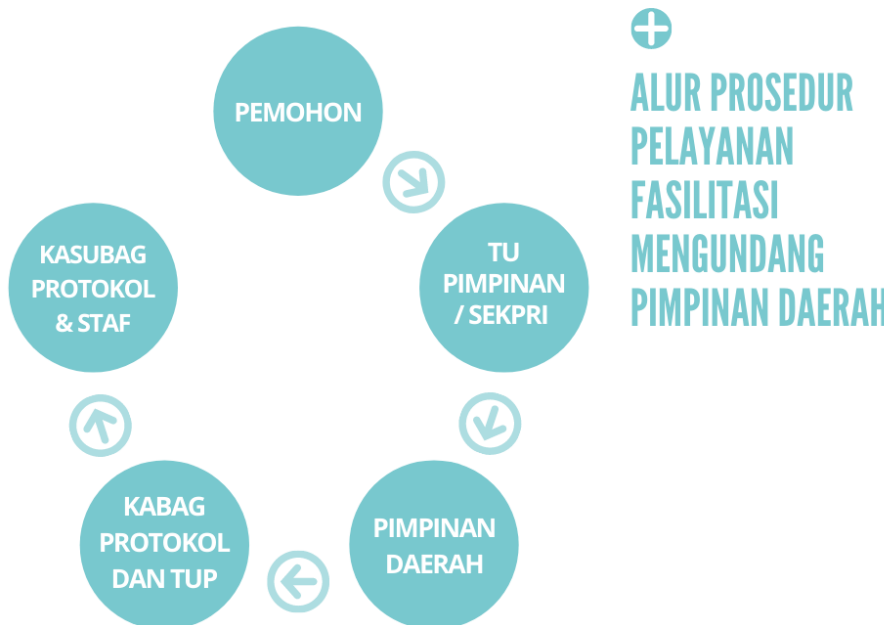 ALUR PROSEDUR
PELAYANAN
FASILITASI
MENGUNDANG
PIMPINAN DAERAH
PEMOHON
TU
PIMPINAN
/ SEKPRI
PIMPINAN
DAERAH
KABAG
PROTOKOL
DAN TUP
KASUBAG
PROTOKOL
& STAF